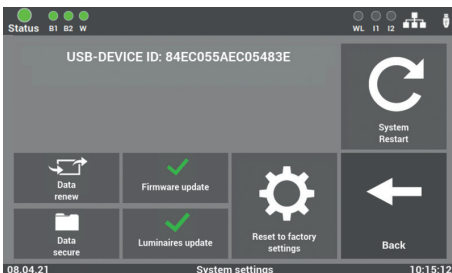 Status B1 B2 W WL I1 I2
USB-DEVICE ID: 84EC055AEC05483E
System
Restart
Data
renew
Firmware update
Data
secure
Luminaires update
Reset to factory
settings
Back
08.04.21 System settings 10:15:12